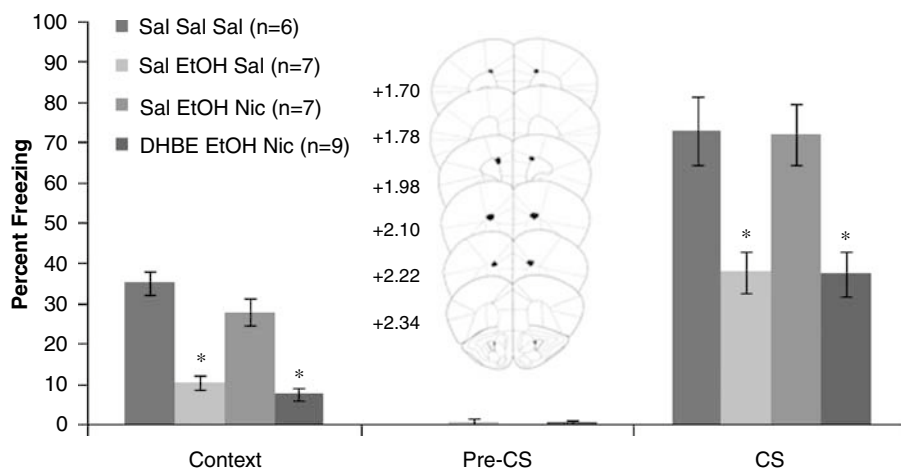 Percent Freezing
100
90
80
70
60
50
40
30
20
10
0
Sal Sal Sal (n=6)
Sal EtOH Sal (n=7)
Sal EtOH Nic (n=7)
DHBE EtOH Nic (n=9)
+1.70
+1.78
+1.98
+2.10
+2.22
+2.34
*
*
*
*
Context
Pre-CS
CS